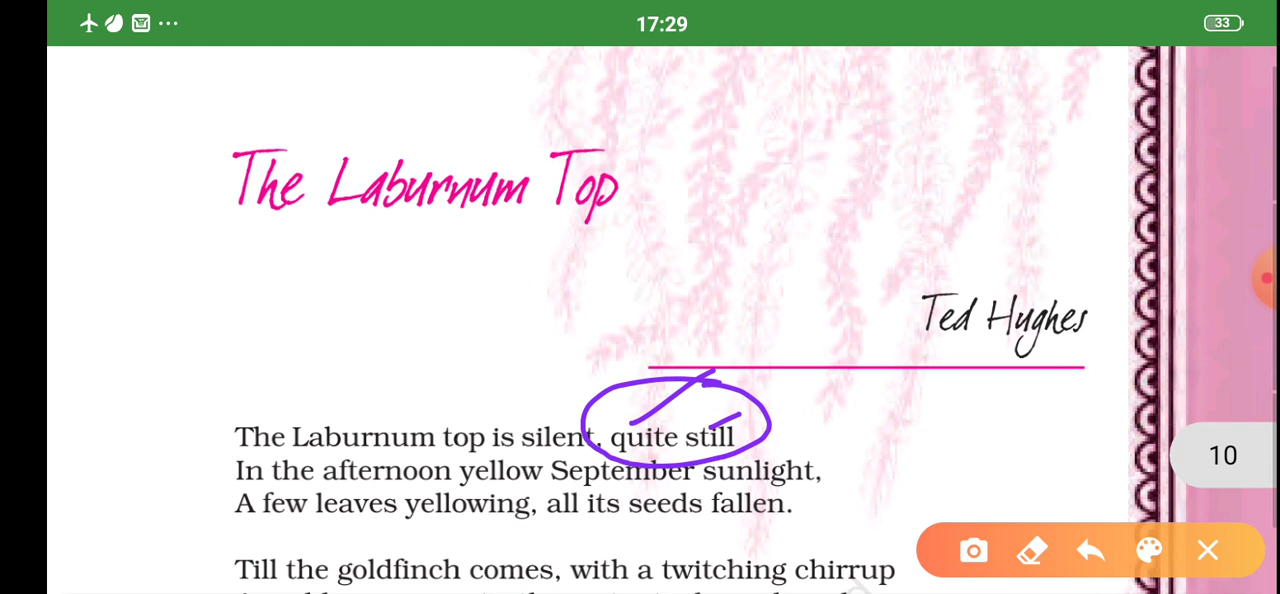 17:29
33
The Laburnum Top
Ted Hughes
The Laburnum top is silent, quite still
In the afternoon yellow September sunlight,
A few leaves yellowing, all its seeds fallen.
10
Till the goldfinch comes, with a twitching chirrup